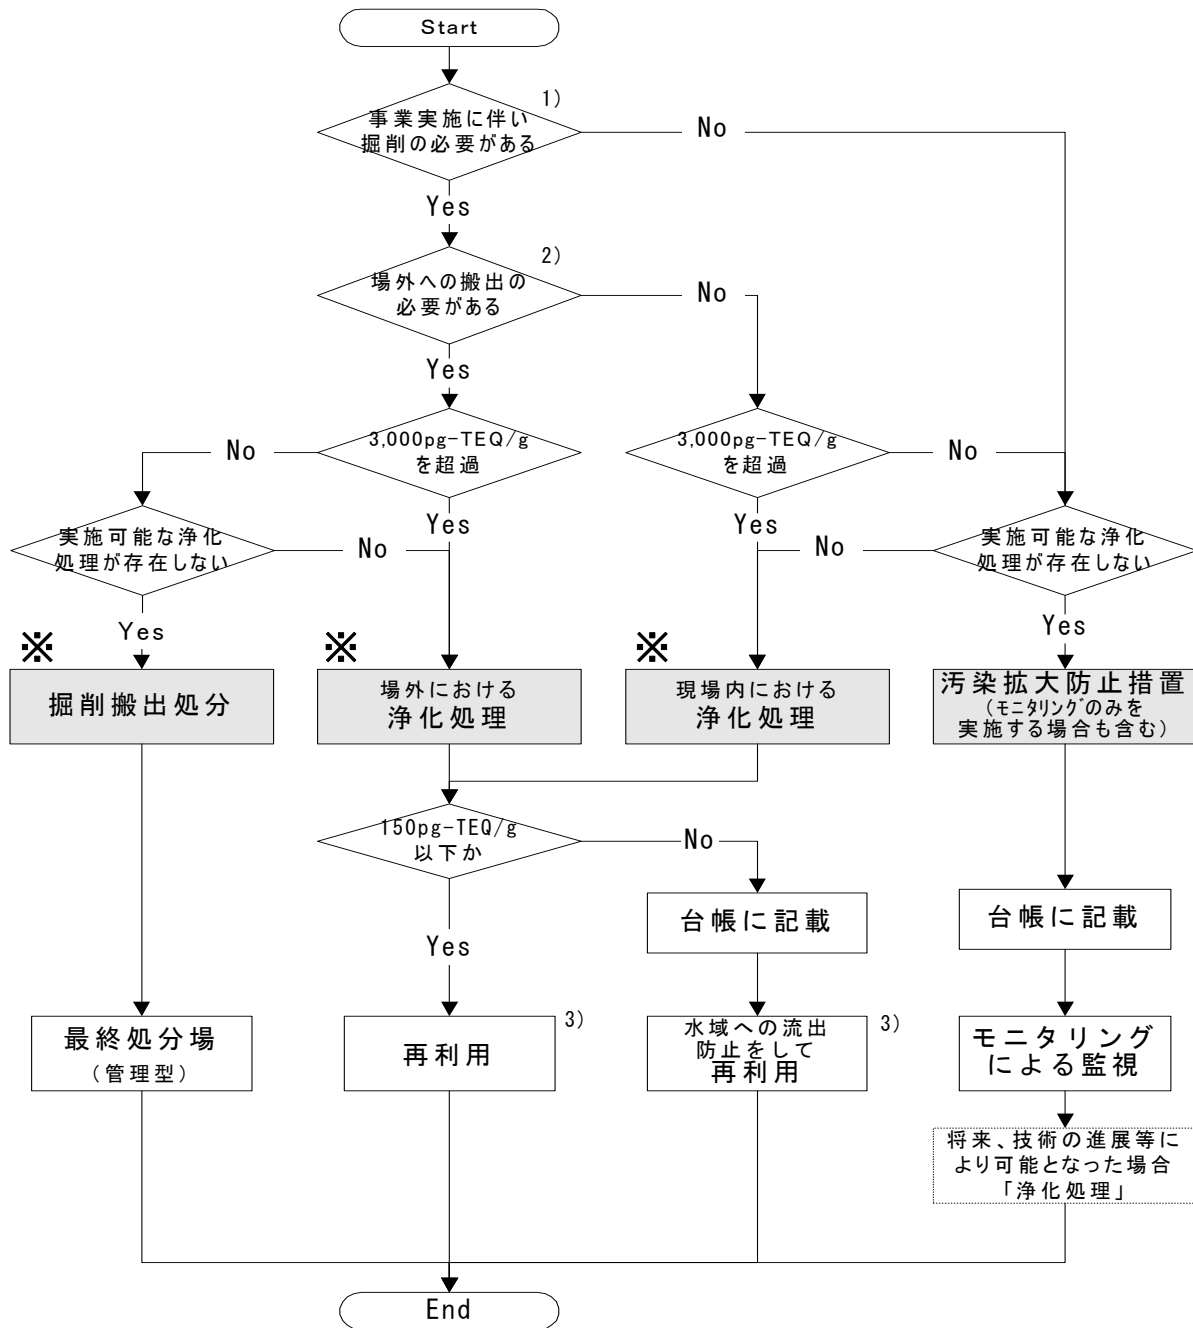 Start
1)
事業実施に伴い
掘削の必要がある
No
Yes
2)
場外への搬出の
必要がある
No
Yes
3,000pg-TEQ/g
を超過
No
Yes
3,000pg-TEQ/g
を超過
No
Yes
実施可能な浄化
処理が存在しない
No
Yes
実施可能な浄化
処理が存在しない
No
Yes
※
掘削搬出処分
※
場外における
浄化処理
※
現場内における
浄化処理
汚染拡大防止措置
(モニタリングのみを
実施する場合も含む)
150pg-TEQ/g
以下か
No
Yes
台帳に記載
台帳に記載
最終処分場
(管理型)
3)
再利用
3)
水域への流出
防止をして
再利用
モニタリング
による監視
将来、技術の進展等に
より可能となった場合
「浄化処理」
End